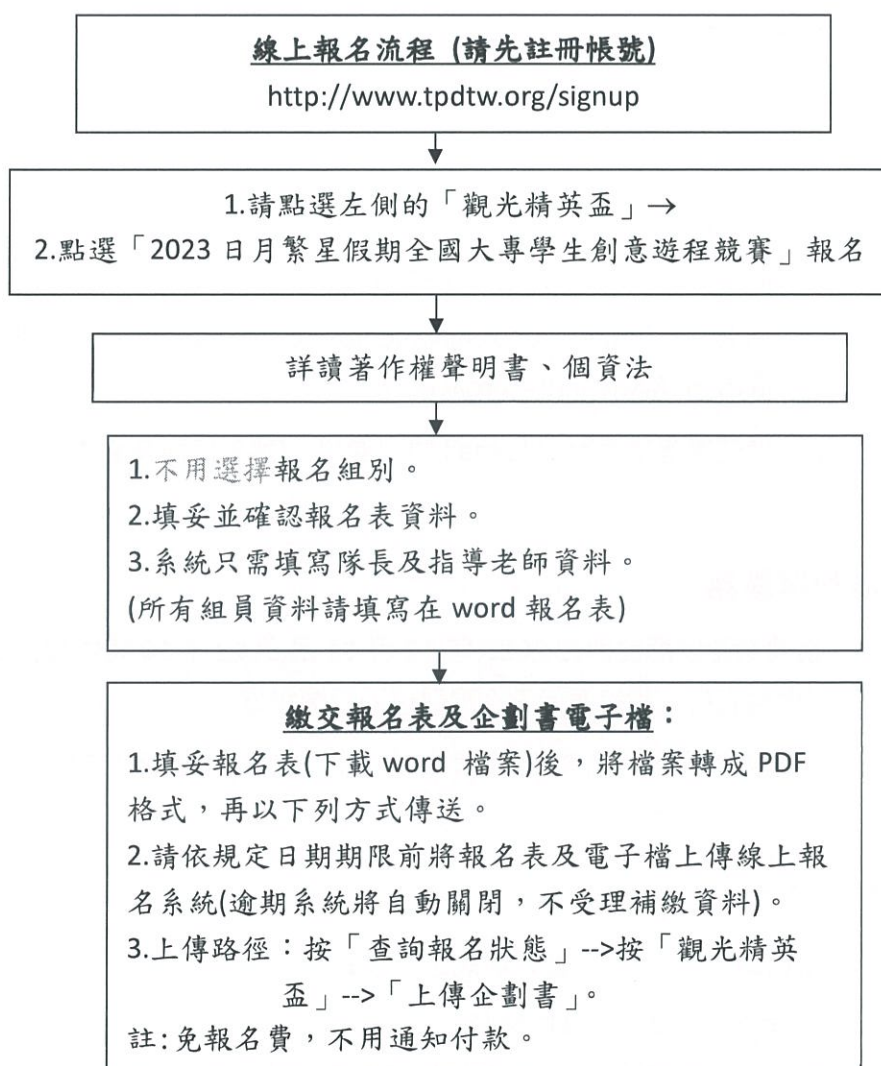 線上報名流程 (請先註冊帳號)
http://www.tpdtw.org/signup
1.請點選左側的「觀光精英盃」→
2.點選「2023 日月繁星假期全國大專學生創意遊程競賽」報名
詳讀著作權聲明書、個資法
1.不用選擇報名組別。
2.填妥並確認報名表資料。
3.系統只需填寫隊長及指導老師資料。
(所有組員資料請填寫在 word 報名表)
繳交報名表及企劃書電子檔：
1.填妥報名表(下載 word 檔案)後，將檔案轉成 PDF
格式，再以下列方式傳送。
2.請依規定日期期限前將報名表及電子檔上傳線上報
名系統(逾期系統將自動關閉，不受理補繳資料)。
3.上傳路徑：按「查詢報名狀態」-->按「觀光精英
盃」-->「上傳企劃書」。
註:免報名費，不用通知付款。